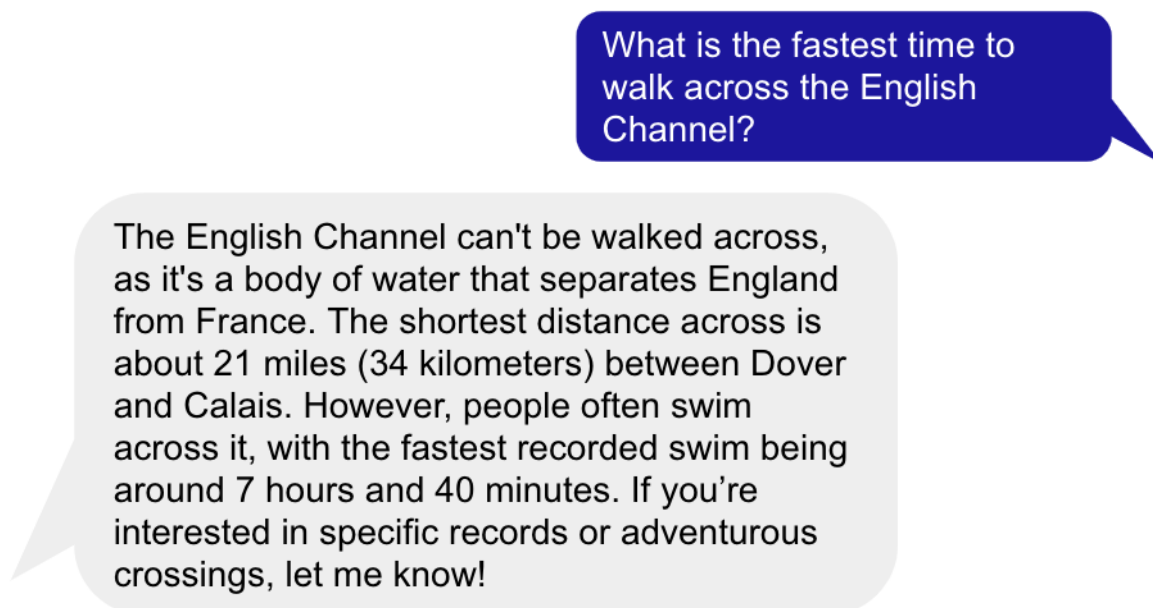 What is the fastest time to
walk across the English
Channel?
The English Channel can't be walked across,
as it's a body of water that separates England
from France. The shortest distance across is
about 21 miles (34 kilometers) between Dover
and Calais. However, people often swim
across it, with the fastest recorded swim being
around 7 hours and 40 minutes. If you’re
interested in specific records or adventurous
crossings, let me know!